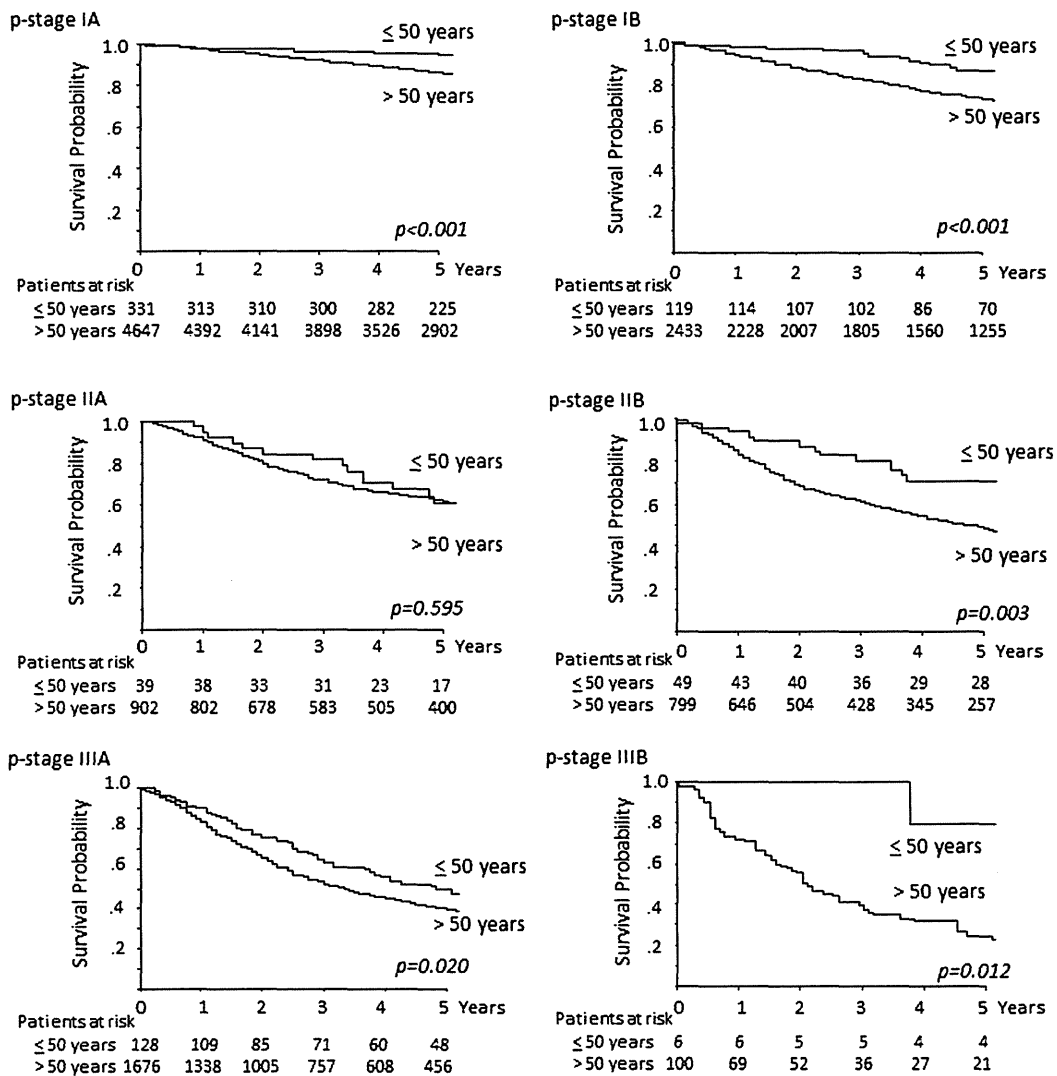 p-stage IA
≤ 50 years
> 50 years
Survival Probability
1.0
.8
.6
.4
.2
p<0.001
0 1 2 3 4 5 Years
Patients at risk
≤ 50 years 331 313 310 300 282 225
> 50 years 4647 4392 4141 3898 3526 2902
p-stage IB
≤ 50 years
> 50 years
Survival Probability
1.0
.8
.6
.4
.2
p<0.001
0 1 2 3 4 5 Years
Patients at risk
≤ 50 years 119 114 107 102 86 70
> 50 years 2433 2228 2007 1805 1560 1255
p-stage IIA
≤ 50 years
> 50 years
Survival Probability
1.0
.8
.6
.4
.2
p=0.595
0 1 2 3 4 5 Years
Patients at risk
≤ 50 years 39 38 33 31 23 17
> 50 years 902 802 678 583 505 400
p-stage IIB
≤ 50 years
> 50 years
Survival Probability
1.0
.8
.6
.4
.2
p=0.003
0 1 2 3 4 5 Years
Patients at risk
≤ 50 years 49 43 40 36 29 28
> 50 years 799 646 504 428 345 257
p-stage IIIA
≤ 50 years
> 50 years
Survival Probability
1.0
.8
.6
.4
.2
p=0.020
0 1 2 3 4 5 Years
Patients at risk
≤ 50 years 128 109 85 71 60 48
> 50 years 1676 1338 1005 757 608 456
p-stage IIIB
≤ 50 years
> 50 years
Survival Probability
1.0
.8
.6
.4
.2
p=0.012
0 1 2 3 4 5 Years
Patients at risk
≤ 50 years 6 6 5 5 4 4
> 50 years 100 69 52 36 27 21